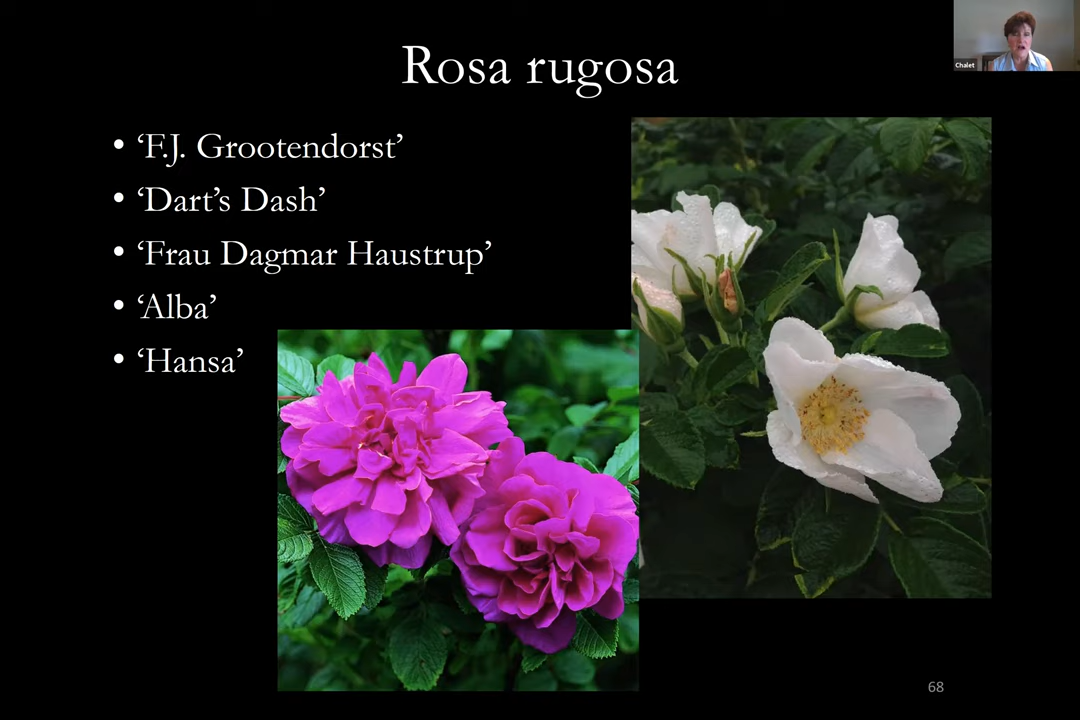 Rosa rugosa
• ‘F.J. Grootendorst’
• ‘Dart’s Dash’
• ‘Frau Dagmar Haustrup’
• ‘Alba’
• ‘Hansa’
Chalet
68